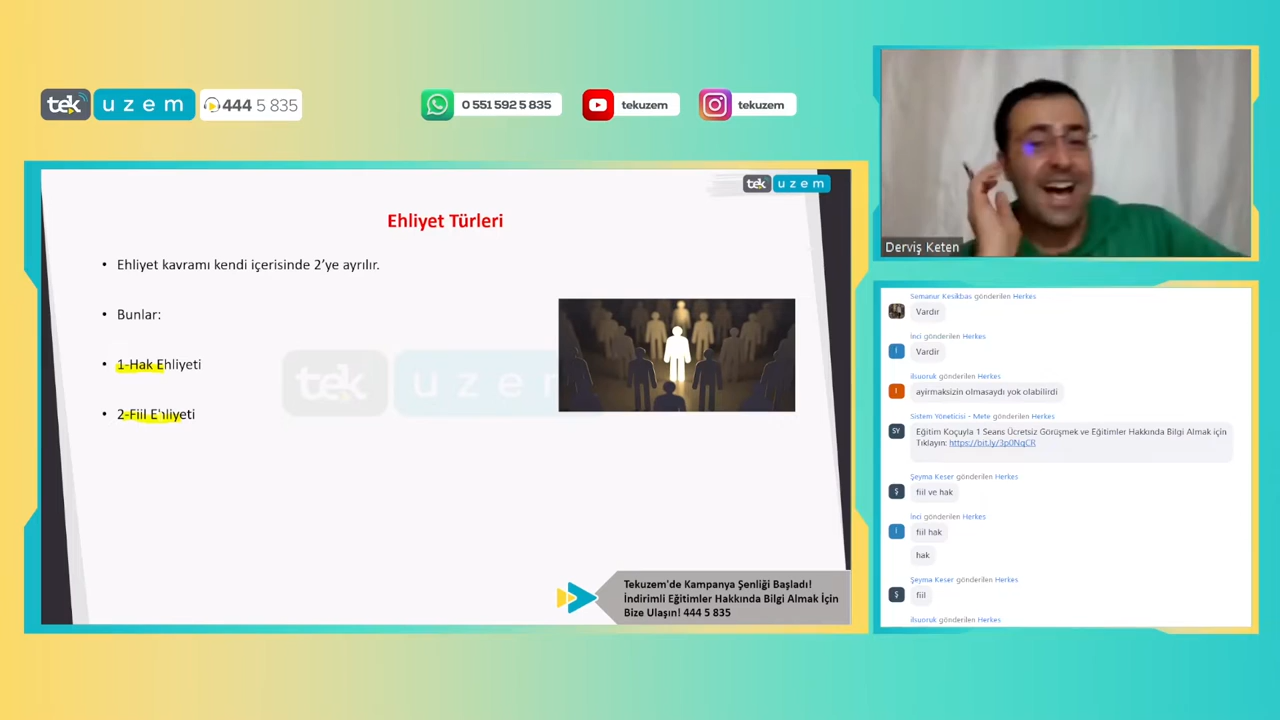 tek uzem 444 5 835
0 551 592 5 835
tekuzem
tekuzem
tek uzem
Ehliyet Türleri
• Ehliyet kavramı kendi içerisinde 2'ye ayrılır.
• Bunlar:
• 1-Hak Ehliyeti
• 2-Fiil Ehliyeti
tek uzem
Tekuzem'de Kampanya Şenliği Başladı!
İndirimli Eğitimler Hakkında Bilgi Almak İçin
Bize Ulaşın! 444 5 835
Derviş Keten
Semanur Kesikbas gönderilen Herkes
Vardır
İnci gönderilen Herkes
İ Vardir
ilsuoruk gönderilen Herkes
I ayirmaksizin olmasaydı yok olabilirdi
Sistem Yöneticisi - Mete gönderilen Herkes
SY Eğitim Koçuyla 1 Seans Ücretsiz Görüşmek ve Eğitimler Hakkında Bilgi Almak için
Tıklayın: https://bit.ly/3p0NqCR
Şeyma Keser gönderilen Herkes
Ş fiil ve hak
İnci gönderilen Herkes
İ fiil hak
hak
Şeyma Keser gönderilen Herkes
Ş fiil
ilsuoruk gönderilen Herkes